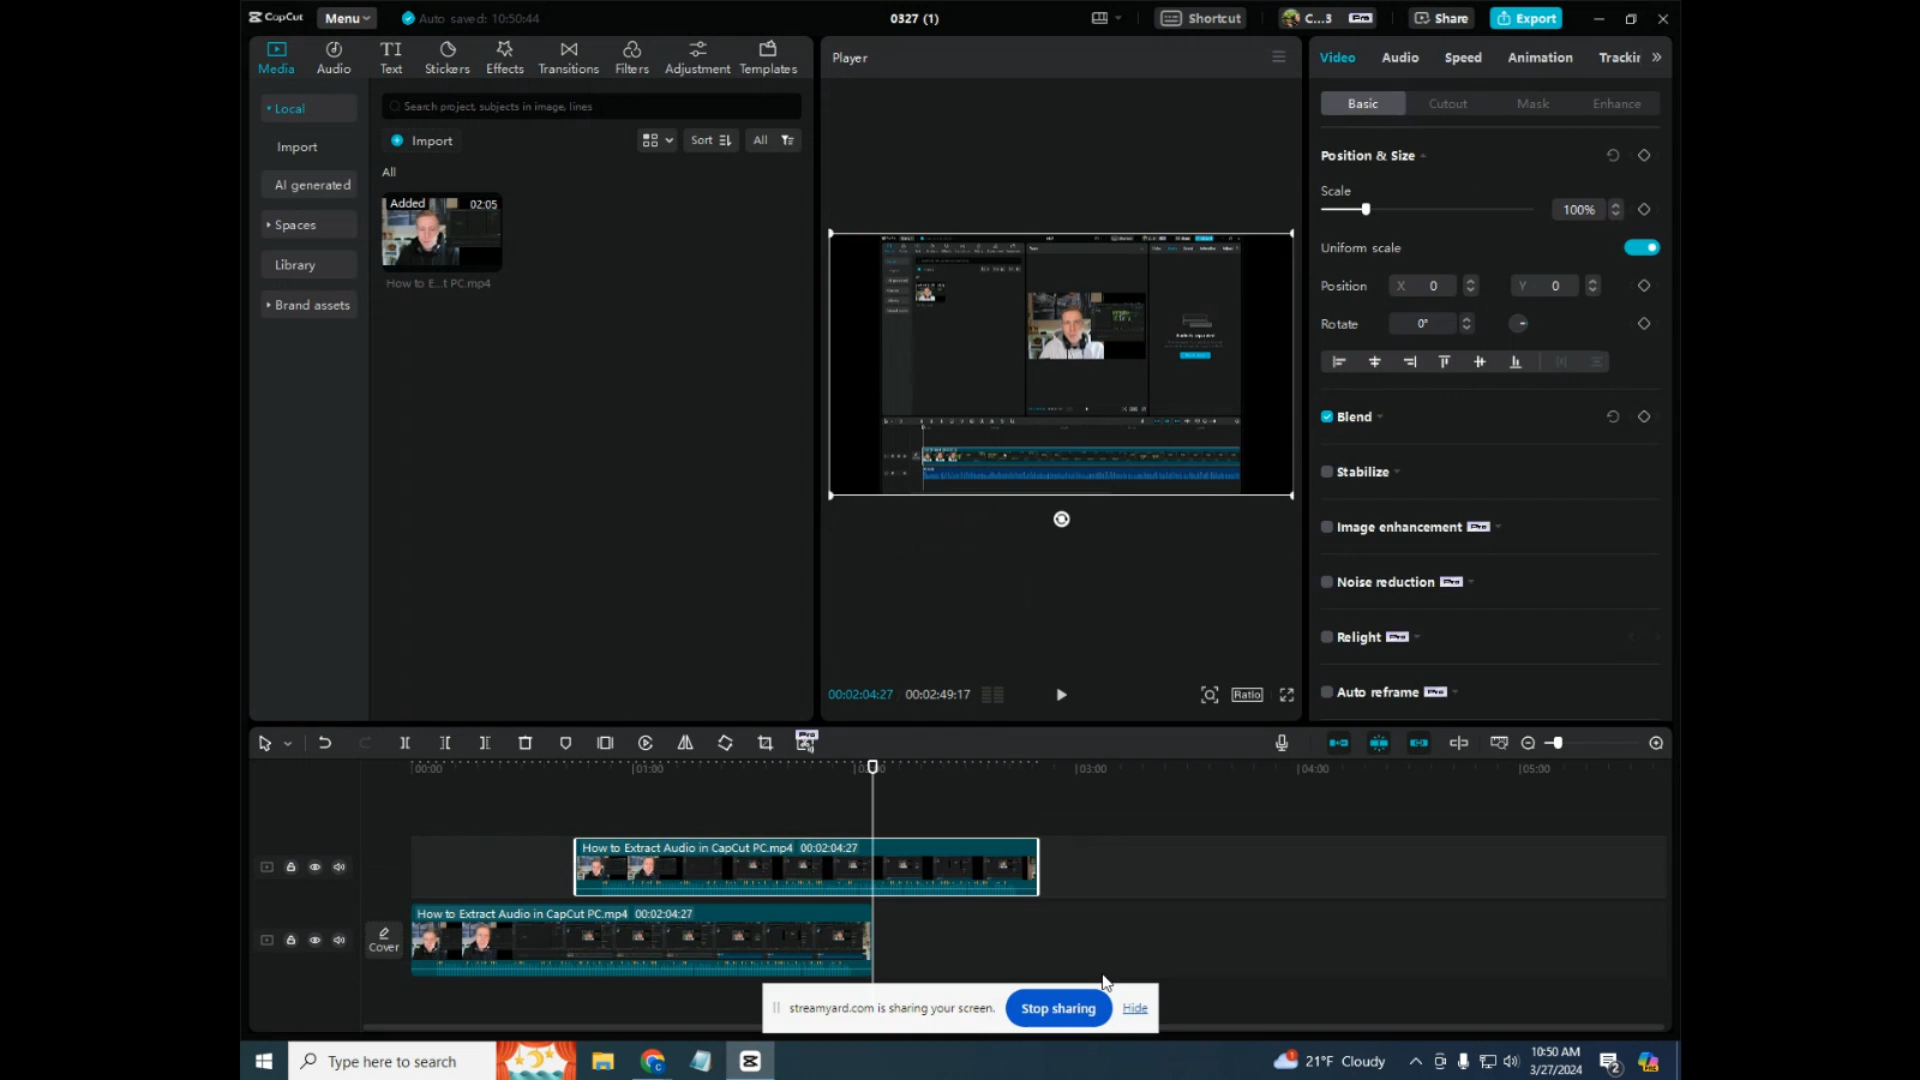 CapCut
Menu
Auto saved: 10:50:44
0327 (1)
Shortcut
C...3
Pro
Share
Export
Media
Audio
Text
Stickers
Effects
Transitions
Filters
Adjustment
Templates
Player
Video
Audio
Speed
Animation
Trackir
Local
Import
AI generated
Spaces
Library
Brand assets
Search project, subjects in image, lines
Import
Sort
All
All
Added
02:05
How to E...t PC.mp4
Basic
Cutout
Mask
Enhance
Position & Size
Scale
100%
Uniform scale
Position
X 0
Y 0
Rotate
0°
Blend
Stabilize
Image enhancement Pro
Noise reduction Pro
Relight Pro
Auto reframe Pro
00:02:04:27
00:02:49:17
Ratio
Pro
00:00
01:00
03:00
04:00
05:00
How to Extract Audio in CapCut PC.mp4 00:02:04:27
How to Extract Audio in CapCut PC.mp4 00:02:04:27
Cover
streamyard.com is sharing your screen.
Stop sharing
Hide
Type here to search
21°F Cloudy
10:50 AM
3/27/2024
2